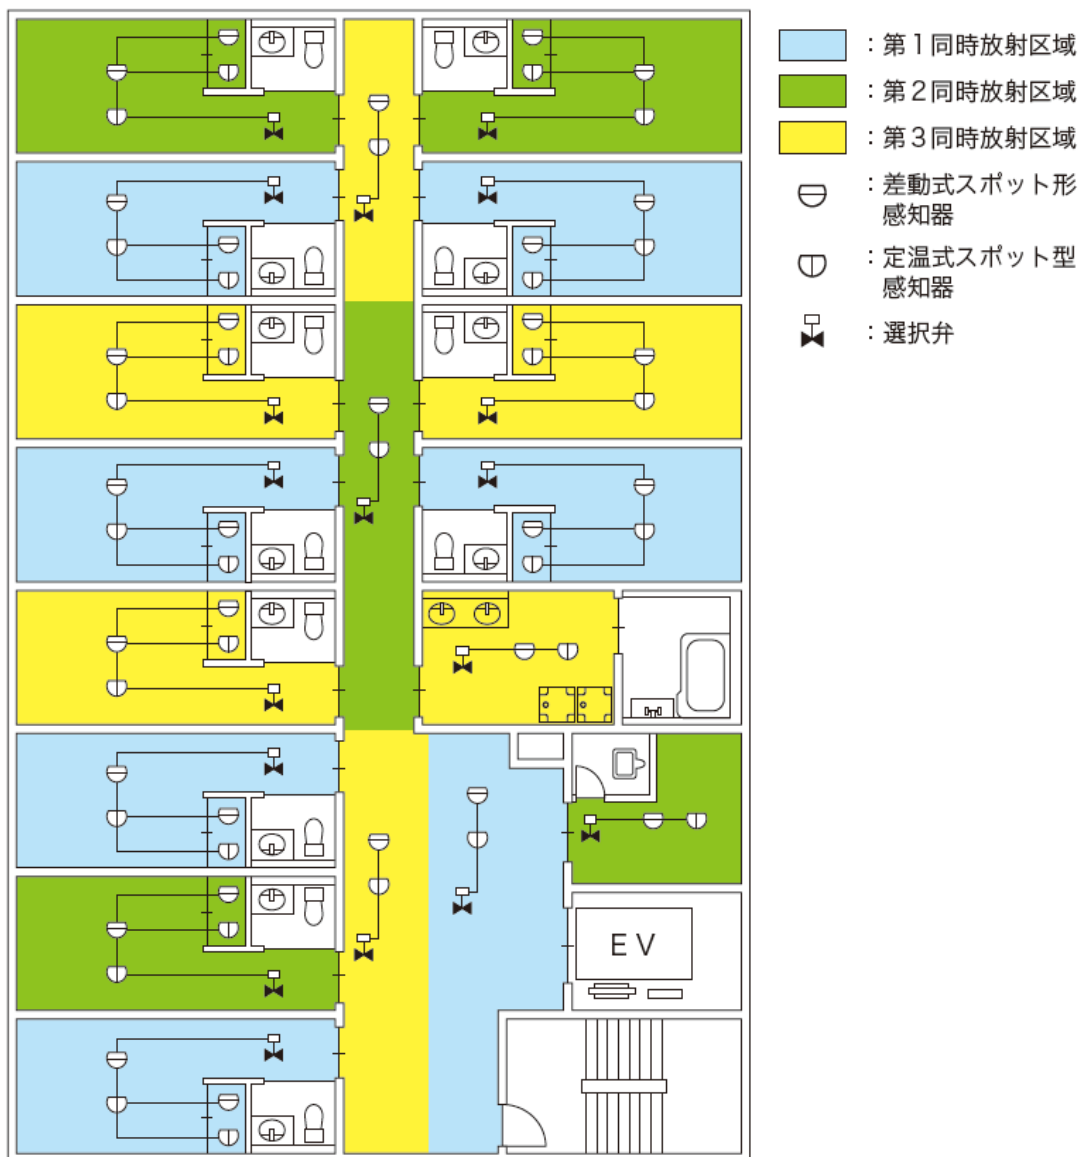 ：第１同時放射区域
：第２同時放射区域
：第３同時放射区域
：差動式スポット形
感知器
：定温式スポット型
感知器
：選択弁
ＥＶ